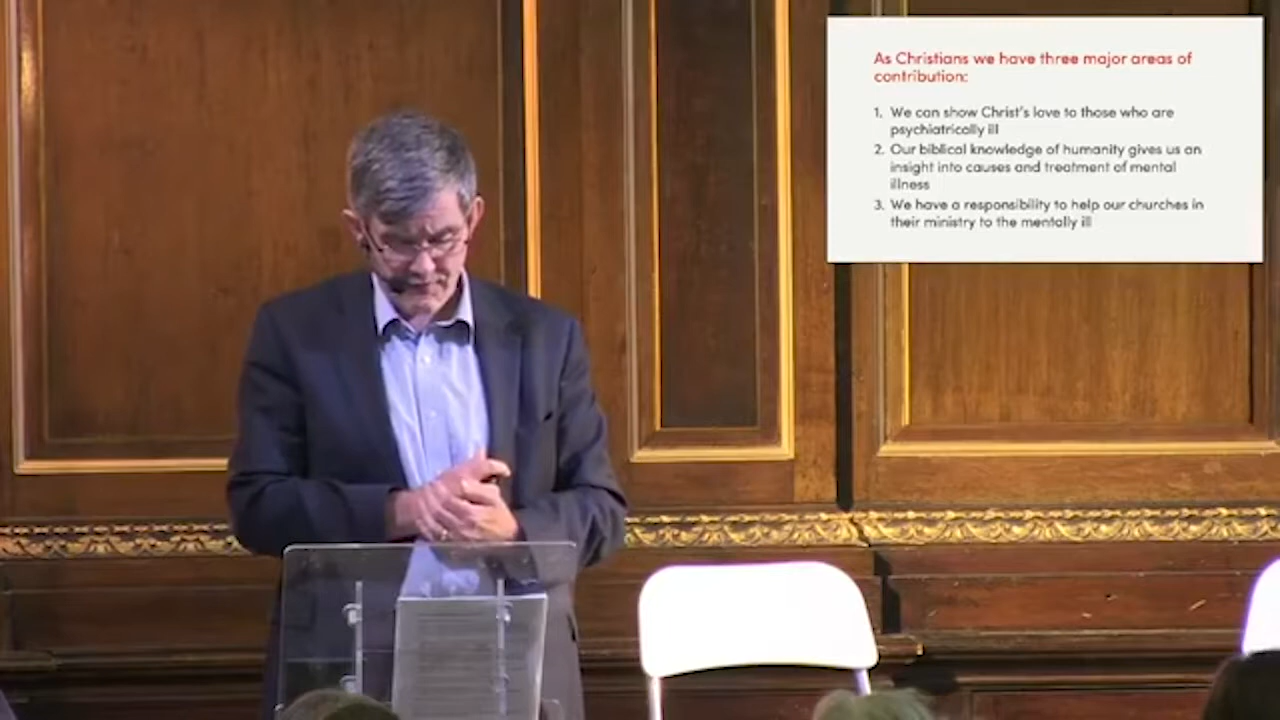 As Christians we have three major areas of
contribution:
1. We can show Christ's love to those who are
psychiatrically ill
2. Our biblical knowledge of humanity gives us an
insight into causes and treatment of mental
illness
3. We have a responsibility to help our churches in
their ministry to the mentally ill